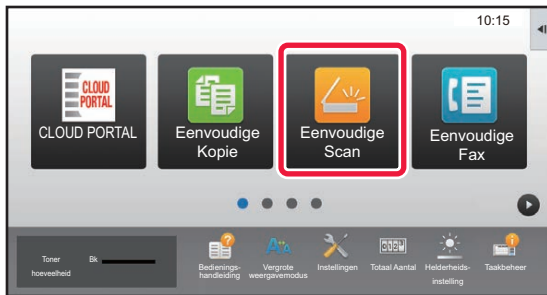 10:15
CLOUD
PORTAL
CLOUD PORTAL
Eenvoudige
Kopie
Eenvoudige
Scan
Eenvoudige
Fax
Toner
hoeveelheid
Bk
Bedienings-
handleiding
Vergrote
weergavemodus
Instellingen
Totaal Aantal
Helderheids-
instelling
Taakbeheer